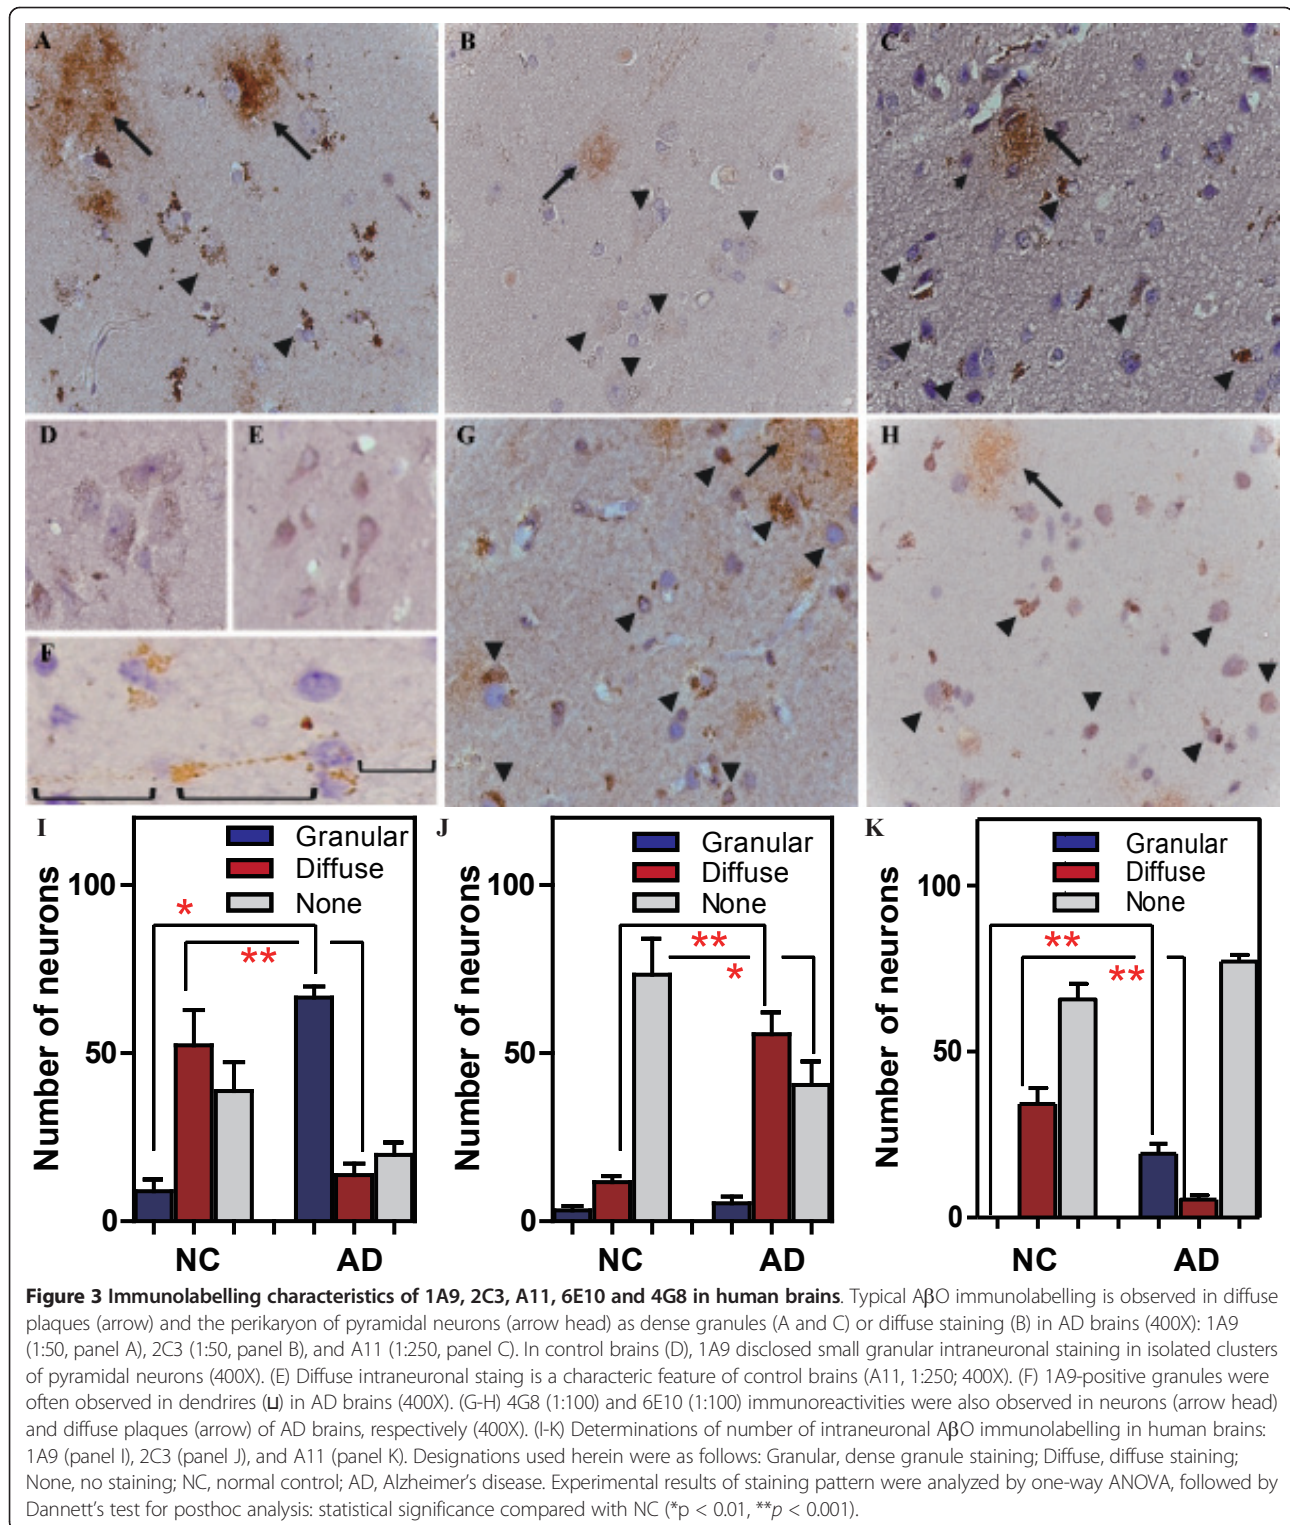 A
B
C
D
E
F
G
H
I
Granular
Diffuse
None
100
50
0
Number of neurons
*
**
NC
AD
J
Granular
Diffuse
None
100
50
0
Number of neurons
**
*
NC
AD
K
Granular
Diffuse
None
100
50
0
Number of neurons
**
**
NC
AD
Figure 3 Immunolabelling characteristics of 1A9, 2C3, A11, 6E10 and 4G8 in human brains. Typical AβO immunolabelling is observed in diffuse
plaques (arrow) and the perikaryon of pyramidal neurons (arrow head) as dense granules (A and C) or diffuse staining (B) in AD brains (400X): 1A9
(1:50, panel A), 2C3 (1:50, panel B), and A11 (1:250, panel C). In control brains (D), 1A9 disclosed small granular intraneuronal staining in isolated clusters
of pyramidal neurons (400X). (E) Diffuse intraneuronal staing is a characteric feature of control brains (A11, 1:250; 400X). (F) 1A9-positive granules were
often observed in dendrires (⊔) in AD brains (400X). (G-H) 4G8 (1:100) and 6E10 (1:100) immunoreactivities were also observed in neurons (arrow head)
and diffuse plaques (arrow) of AD brains, respectively (400X). (I-K) Determinations of number of intraneuronal AβO immunolabelling in human brains:
1A9 (panel I), 2C3 (panel J), and A11 (panel K). Designations used herein were as follows: Granular, dense granule staining; Diffuse, diffuse staining;
None, no staining; NC, normal control; AD, Alzheimer's disease. Experimental results of staining pattern were analyzed by one-way ANOVA, followed by
Dannett's test for posthoc analysis: statistical significance compared with NC (*p < 0.01, **p < 0.001).